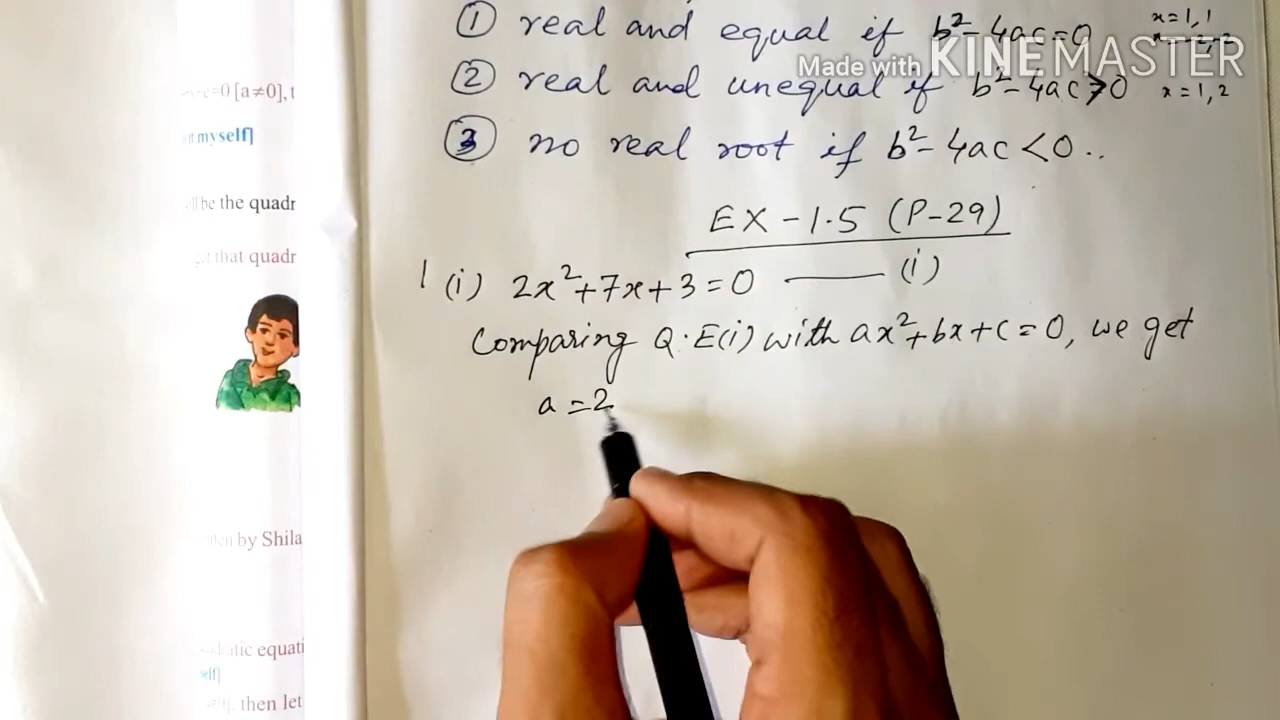 ① real and equal if b²-4ac=0 x=1,1
Made with KINEMASTER
② real and unequal if b²-4ac>0 x=1,2
③ no real root if b²-4ac<0..
=0 [a≠0], t
myself]
be the quadr
that quadr
EX-1.5 (P-29)
1 (i) 2x²+7x+3=0 —— (i)
Comparing Q.E(i) with ax²+bx+c=0, we get
a=2
by Shila
equati
self]
then let